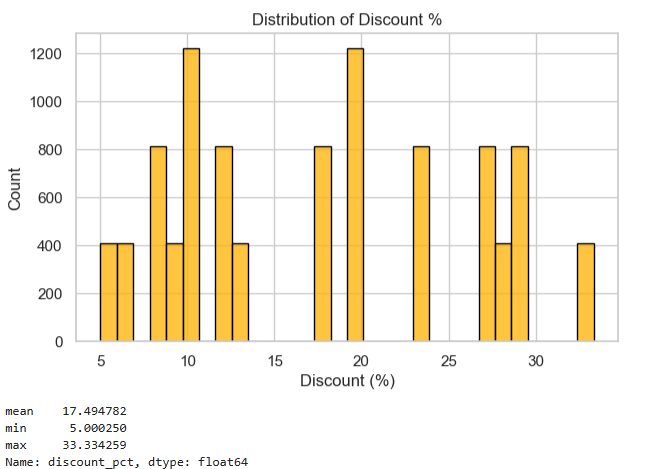 Distribution of Discount %
1200
1000
800
600
400
200
0
Count
5 10 15 20 25 30
Discount (%)
mean 17.494782
min 5.000250
max 33.334259
Name: discount_pct, dtype: float64